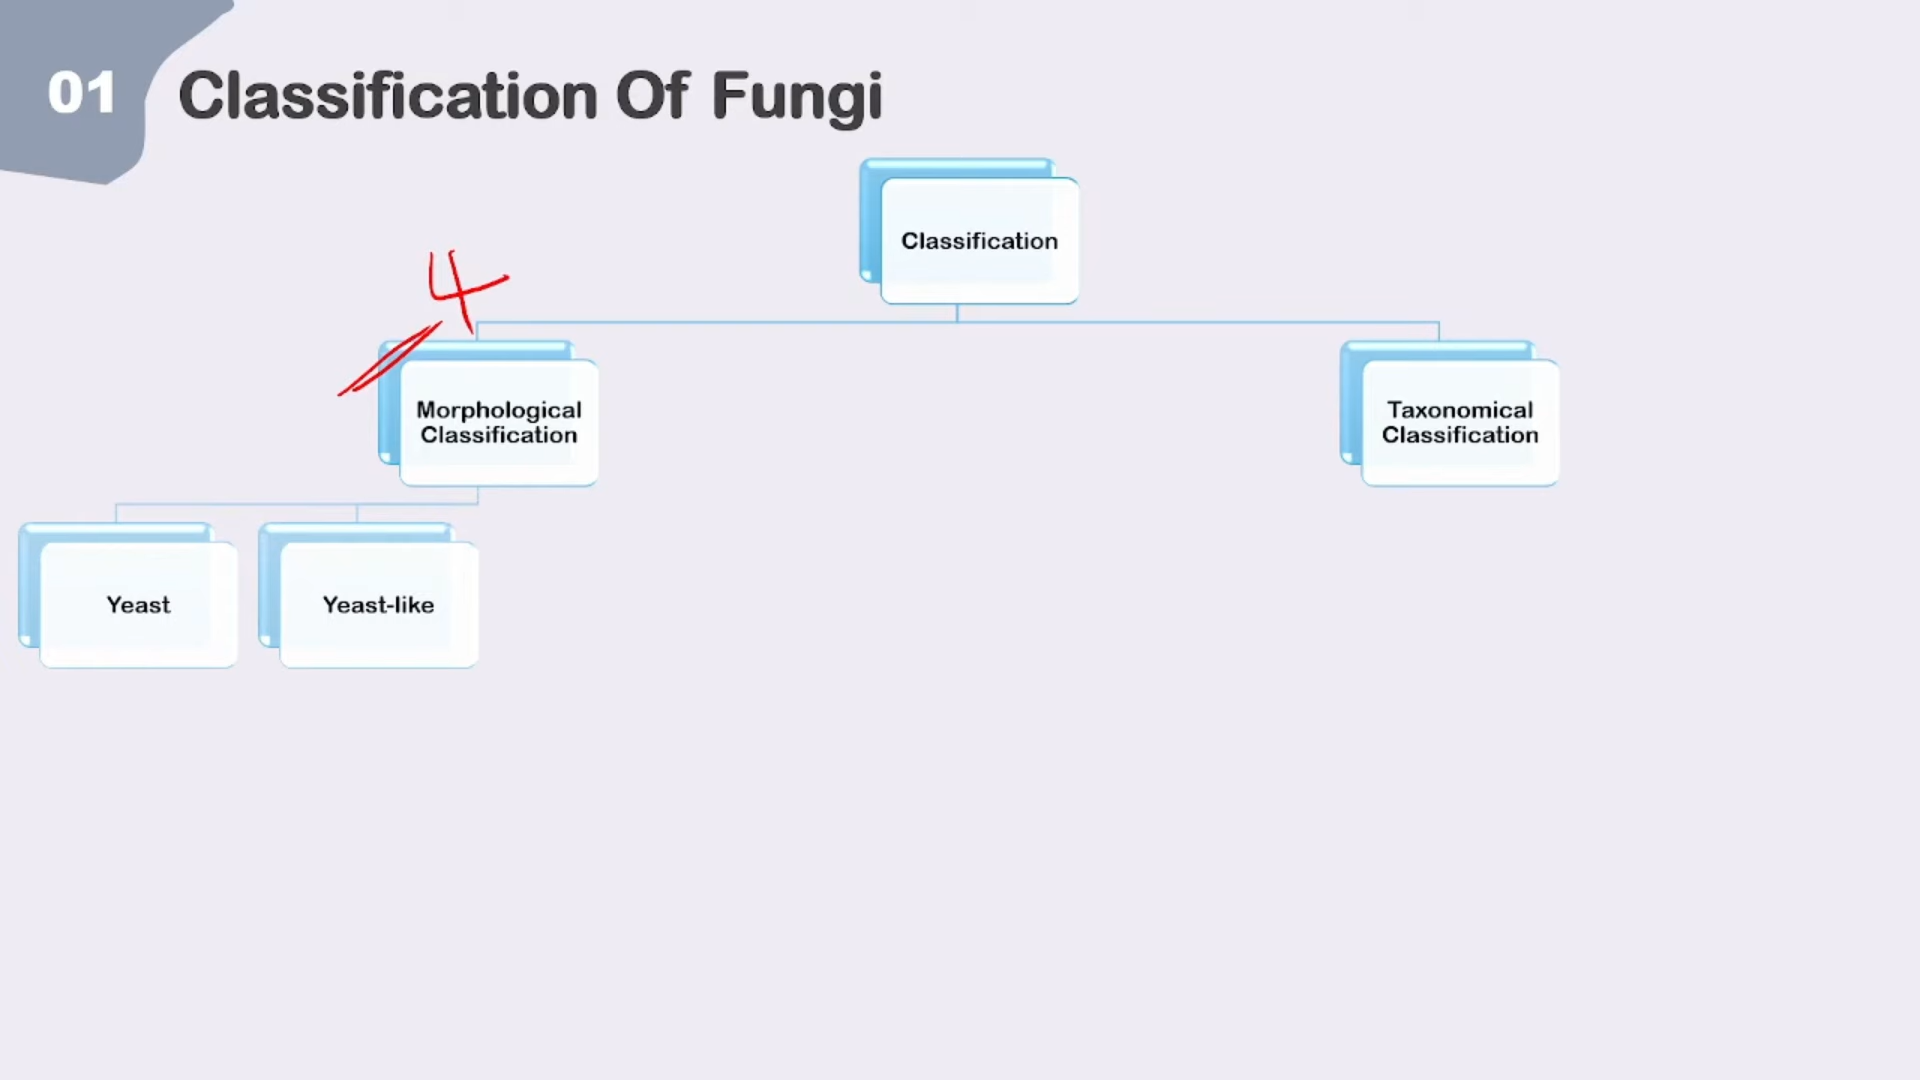 01 Classification Of Fungi
Classification
4
Morphological
Classification
Taxonomical
Classification
Yeast
Yeast-like